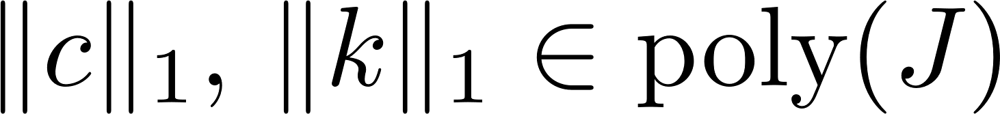 ‖c‖₁, ‖k‖₁ ∈ poly(J)